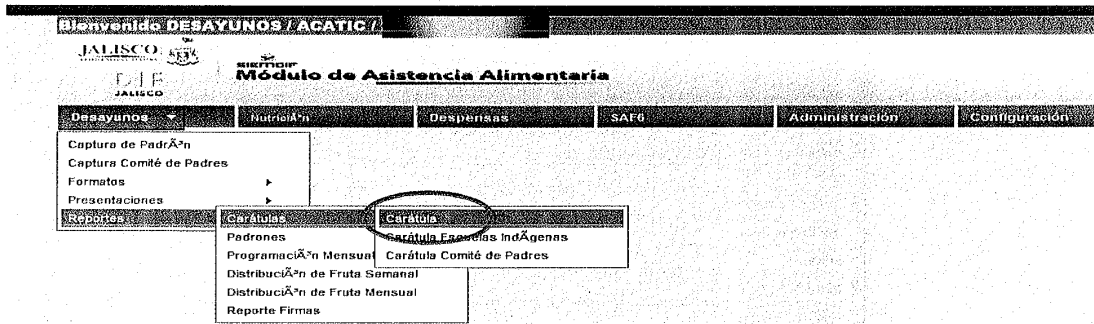 Bienvenido DESAYUNOS / ACATIC /
JALISCO
DIF
JALISCO
SIEMDIF
Módulo de Asistencia Alimentaria
Desayunos
NutriciÃ³n
Despensas
SAF6
Administración
Configuración
Captura de PadrÃ³n
Captura Comité de Padres
Formatos
Presentaciones
Reportes
Carátulas
Carátula
Padrones
Carátula Escuelas IndÃgenas
ProgramaciÃ³n Mensual
Carátula Comité de Padres
DistribuciÃ³n de Fruta Semanal
DistribuciÃ³n de Fruta Mensual
Reporte Firmas